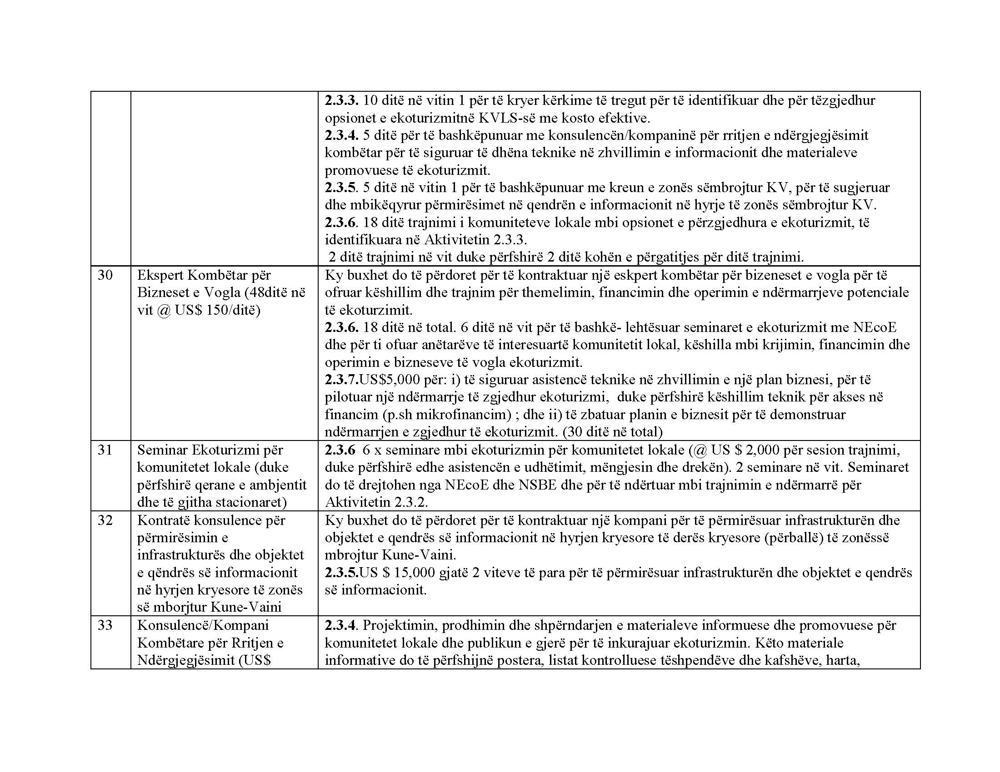 2.3.3. 10 ditë në vitin 1 për të kryer kërkime të tregut për të identifikuar dhe për tëzgjedhur
opsionet e ekoturizmitnë KVLS-së me kosto efektive.
2.3.4. 5 ditë për të bashkëpunuar me konsulencën/kompaninë për rritjen e ndërgjegjësimit
kombëtar për të siguruar të dhëna teknike në zhvillimin e informacionit dhe materialeve
promovuese të ekoturizmit.
2.3.5. 5 ditë në vitin 1 për të bashkëpunuar me kreun e zonës sëmbrojtur KV, për të sugjeruar
dhe mbikëqyrur përmirësimet në qendrën e informacionit në hyrje të zonës sëmbrojtur KV.
2.3.6. 18 ditë trajnimi i komuniteteve lokale mbi opsionet e përzgjedhura e ekoturizmit, të
identifikuara në Aktivitetin 2.3.3.
2 ditë trajnimi në vit duke përfshirë 2 ditë kohën e përgatitjes për ditë trajnimi.
30
Ekspert Kombëtar për
Bizneset e Vogla (48ditë në
vit @ US$ 150/ditë)
Ky buxhet do të përdoret për të kontraktuar një eskpert kombëtar për bizeneset e vogla për të
ofruar këshillim dhe trajnim për themelimin, financimin dhe operimin e ndërmarrjeve potenciale
të ekoturzimit.
2.3.6. 18 ditë në total. 6 ditë në vit për të bashkë- lehtësuar seminaret e ekoturizmit me NEcoE
dhe për ti ofuar anëtarëve të interesuartë komunitetit lokal, këshilla mbi krijimin, financimin dhe
operimin e bizneseve të vogla ekoturizmit.
2.3.7.US$5,000 për: i) të siguruar asistencë teknike në zhvillimin e një plan biznesi, për të
pilotuar një ndërmarrje të zgjedhur ekoturizmi,  duke përfshirë këshillim teknik për akses në
financim (p.sh mikrofinancim) ; dhe ii) të zbatuar planin e biznesit për të demonstruar
ndërmarrjen e zgjedhur të ekoturizmit. (30 ditë në total)
31
Seminar Ekoturizmi për
komunitetet lokale (duke
përfshirë qerane e ambjentit
dhe të gjitha stacionaret)
2.3.6  6 x seminare mbi ekoturizmin për komunitetet lokale (@ US $ 2,000 për sesion trajnimi,
duke përfshirë edhe asistencën e udhëtimit, mëngjesin dhe drekën). 2 seminare në vit. Seminaret
do të drejtohen nga NEcoE dhe NSBE dhe për të ndërtuar mbi trajnimin e ndërmarrë për
Aktivitetin 2.3.2.
32
Kontratë konsulence për
përmirësimin e
infrastrukturës dhe objektet
e qëndrës së informacionit
në hyrjen kryesore të zonës
së mborjtur Kune-Vaini
Ky buxhet do të përdoret për të kontraktuar një kompani për të përmirësuar infrastrukturën dhe
objektet e qendrës së informacionit në hyrjen kryesore të derës kryesore (përballë) të zonëssë
mbrojtur Kune-Vaini.
2.3.5.US $ 15,000 gjatë 2 viteve të para për të përmirësuar infrastrukturën dhe objektet e qendrës
së informacionit.
33
Konsulencë/Kompani
Kombëtare për Rritjen e
Ndërgjegjësimit (US$
2.3.4. Projektimin, prodhimin dhe shpërndarjen e materialeve informuese dhe promovuese për
komunitetet lokale dhe publikun e gjerë për të inkurajuar ekoturizmin. Këto materiale
informative do të përfshijnë postera, listat kontrolluese tëshpendëve dhe kafshëve, harta,